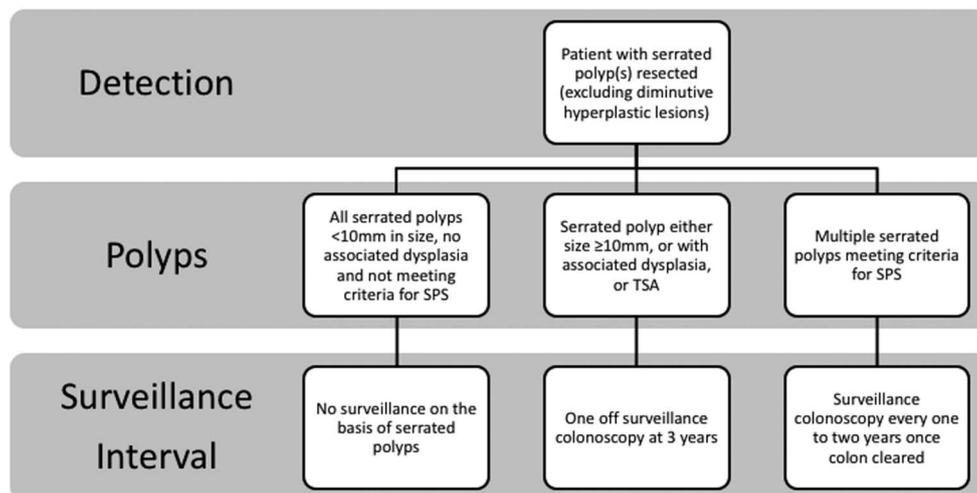 Detection
Patient with serrated
polyp(s) resected
(excluding diminutive
hyperplastic lesions)
Polyps
All serrated polyps
<10mm in size, no
associated dysplasia
and not meeting
criteria for SPS
Serrated polyp either
size ≥10mm, or with
associated dysplasia,
or TSA
Multiple serrated
polyps meeting criteria
for SPS
Surveillance
Interval
No surveillance on the
basis of serrated
polyps
One off surveillance
colonoscopy at 3 years
Surveillance
colonoscopy every one
to two years once
colon cleared